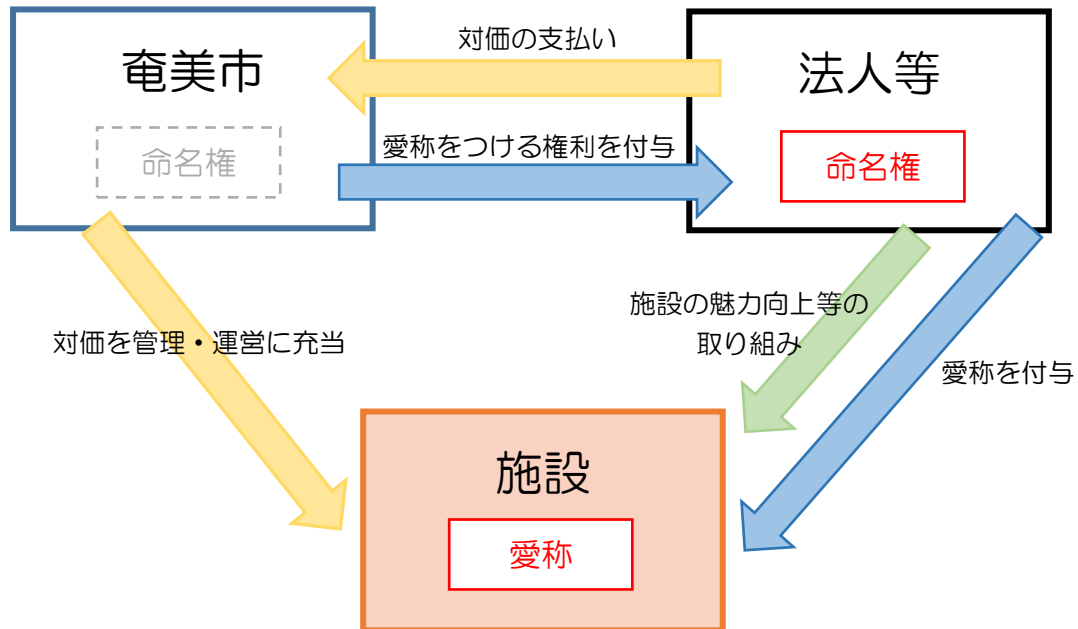 奄美市
命名権
対価の支払い
愛称をつける権利を付与
法人等
命名権
対価を管理・運営に充当
施設の魅力向上等の
取り組み
愛称を付与
施設
愛称